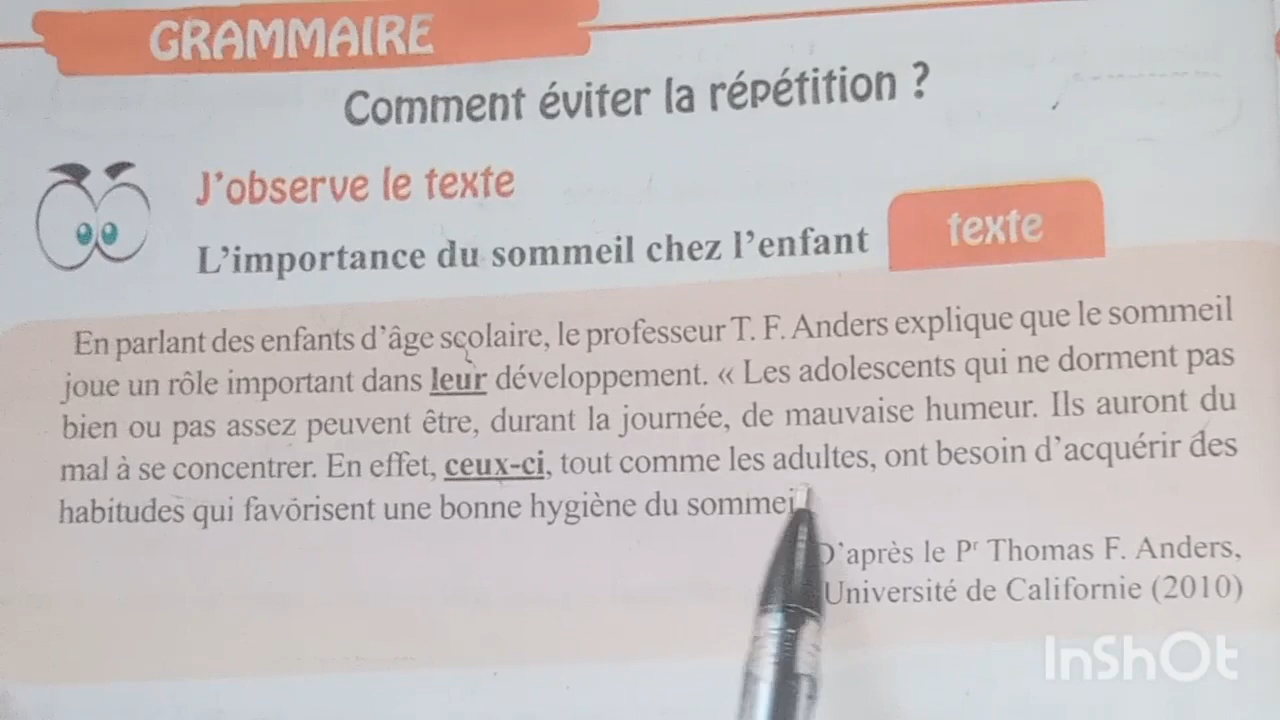 GRAMMAIRE
Comment éviter la répétition ?
J'observe le texte
L'importance du sommeil chez l'enfant
texte
En parlant des enfants d'âge scolaire, le professeur T. F. Anders explique que le sommeil
joue un rôle important dans leur développement. « Les adolescents qui ne dorment pas
bien ou pas assez peuvent être, durant la journée, de mauvaise humeur. Ils auront du
mal à se concentrer. En effet, ceux-ci, tout comme les adultes, ont besoin d'acquérir des
habitudes qui favorisent une bonne hygiène du sommei
D'après le Pr Thomas F. Anders,
Université de Californie (2010)
InShOt